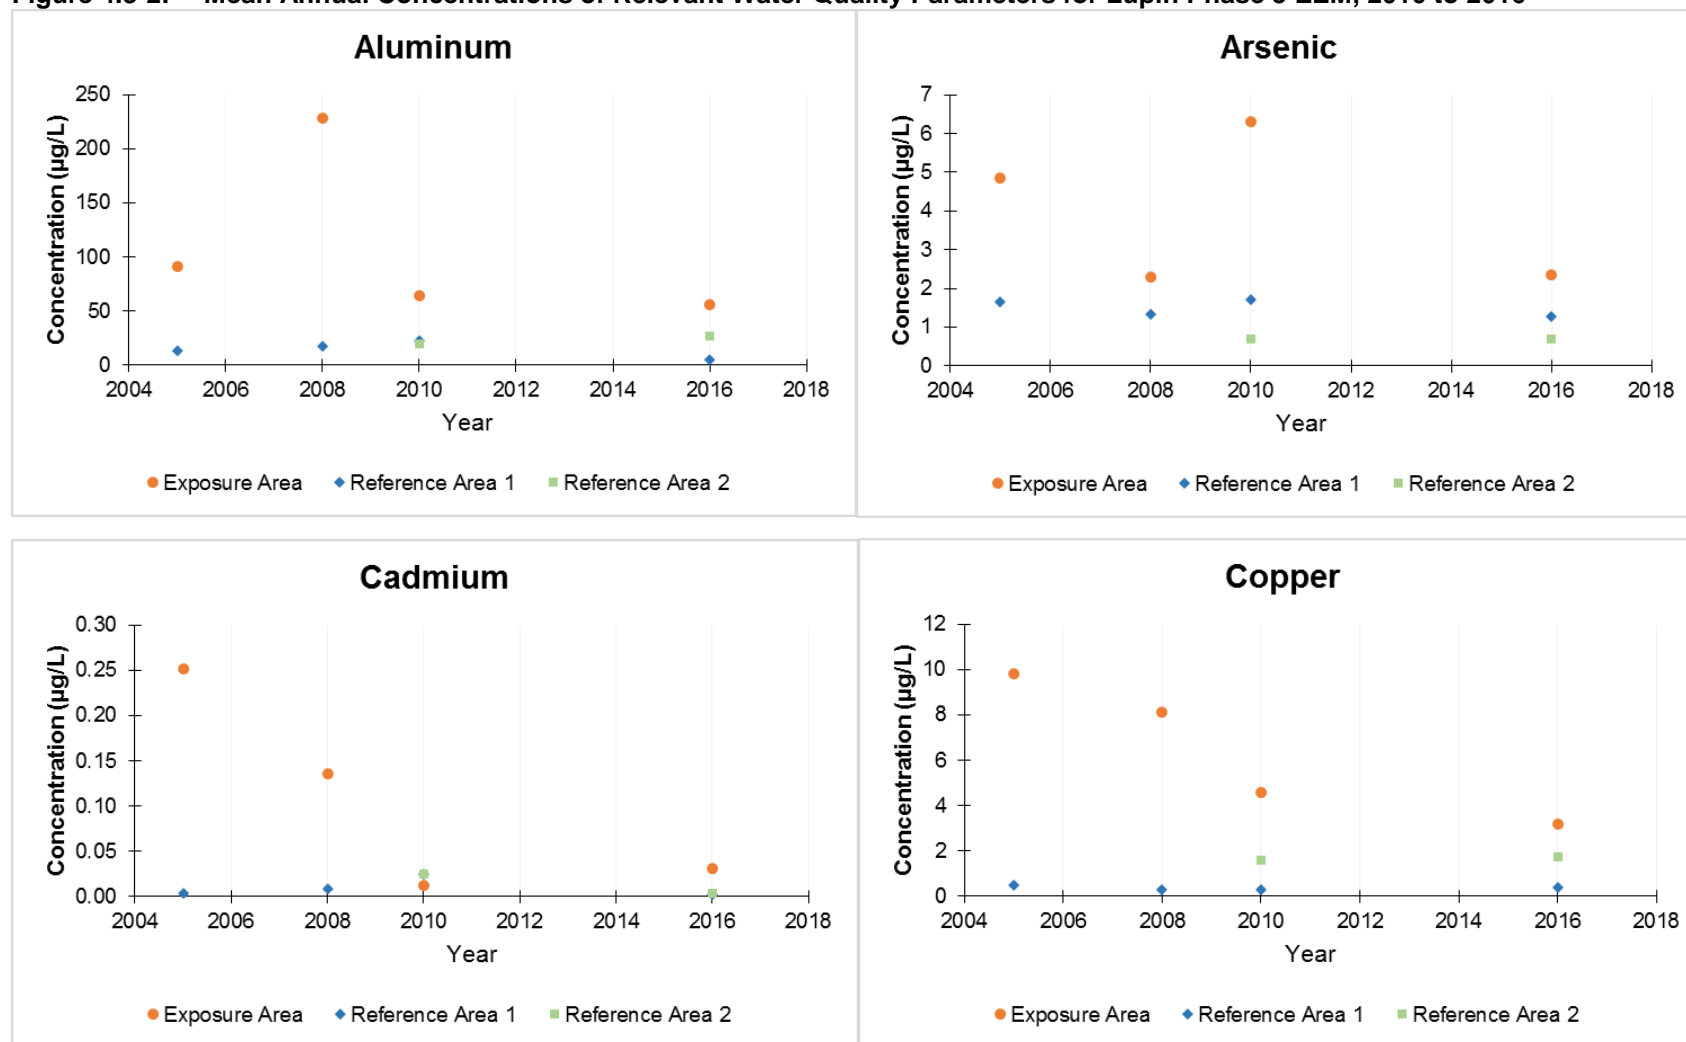 Aluminum
Concentration (µg/L)
250
200
150
100
50
0
2004 2006 2008 2010 2012 2014 2016 2018
Year
Exposure Area Reference Area 1 Reference Area 2
Arsenic
Concentration (µg/L)
7
6
5
4
3
2
1
0
2004 2006 2008 2010 2012 2014 2016 2018
Year
Exposure Area Reference Area 1 Reference Area 2
Cadmium
Concentration (µg/L)
0.30
0.25
0.20
0.15
0.10
0.05
0.00
2004 2006 2008 2010 2012 2014 2016 2018
Year
Exposure Area Reference Area 1 Reference Area 2
Copper
Concentration (µg/L)
12
10
8
6
4
2
0
2004 2006 2008 2010 2012 2014 2016 2018
Year
Exposure Area Reference Area 1 Reference Area 2